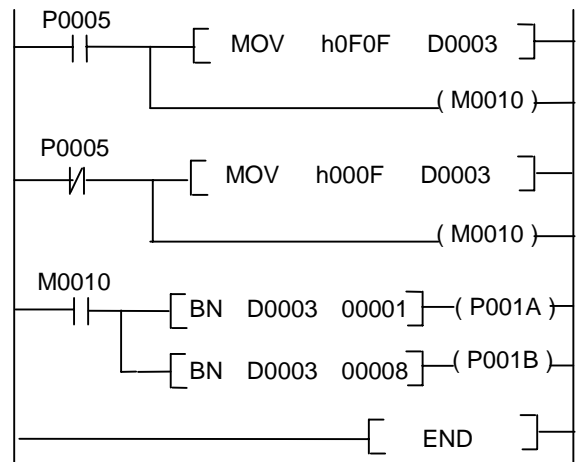 P0005
MOV h0F0F D0003
( M0010 )
P0005
MOV h000F D0003
( M0010 )
M0010
BN D0003 00001 ( P001A )
BN D0003 00008 ( P001B )
END